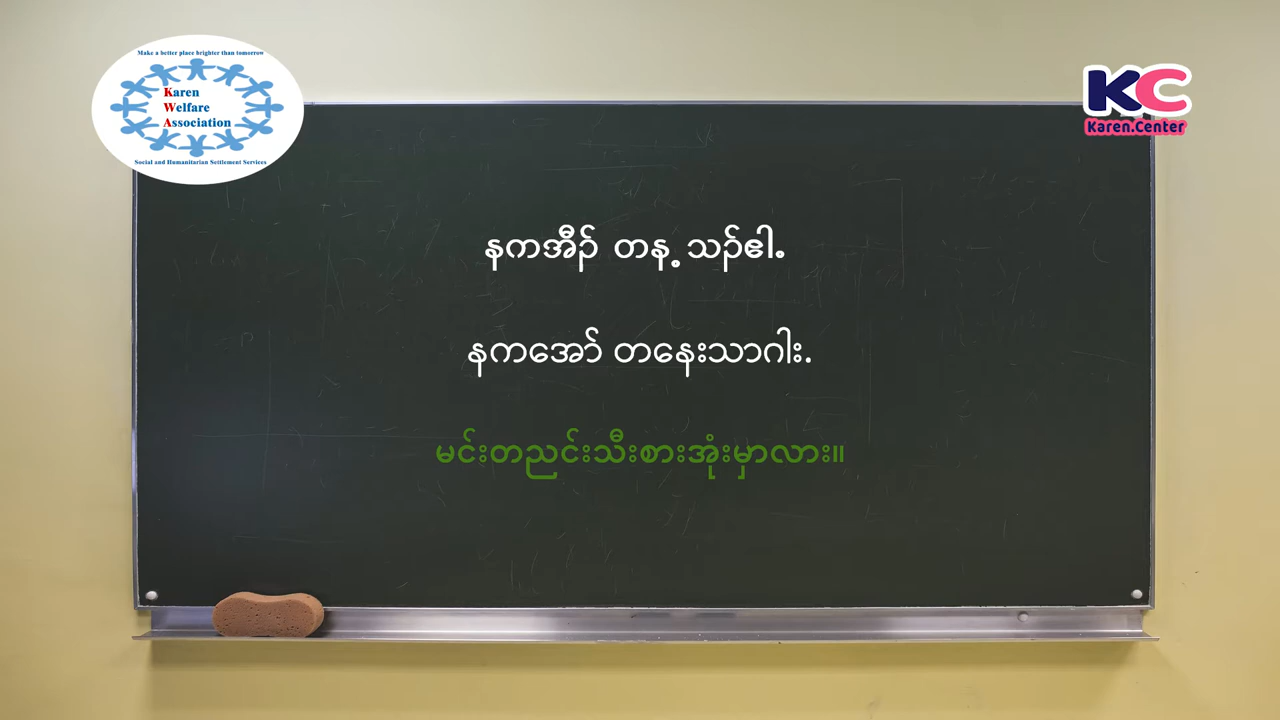 Make a better place brighter than tomorrow
Karen
Welfare
Association
Social and Humanitarian Settlement Services
KC
Karen.Center
နကအီၣ် တန့ သၣ်ဧါ.
နကအော် တနေးသာဂါး.
မင်းတညင်းသီးစားအုံးမှာလား။